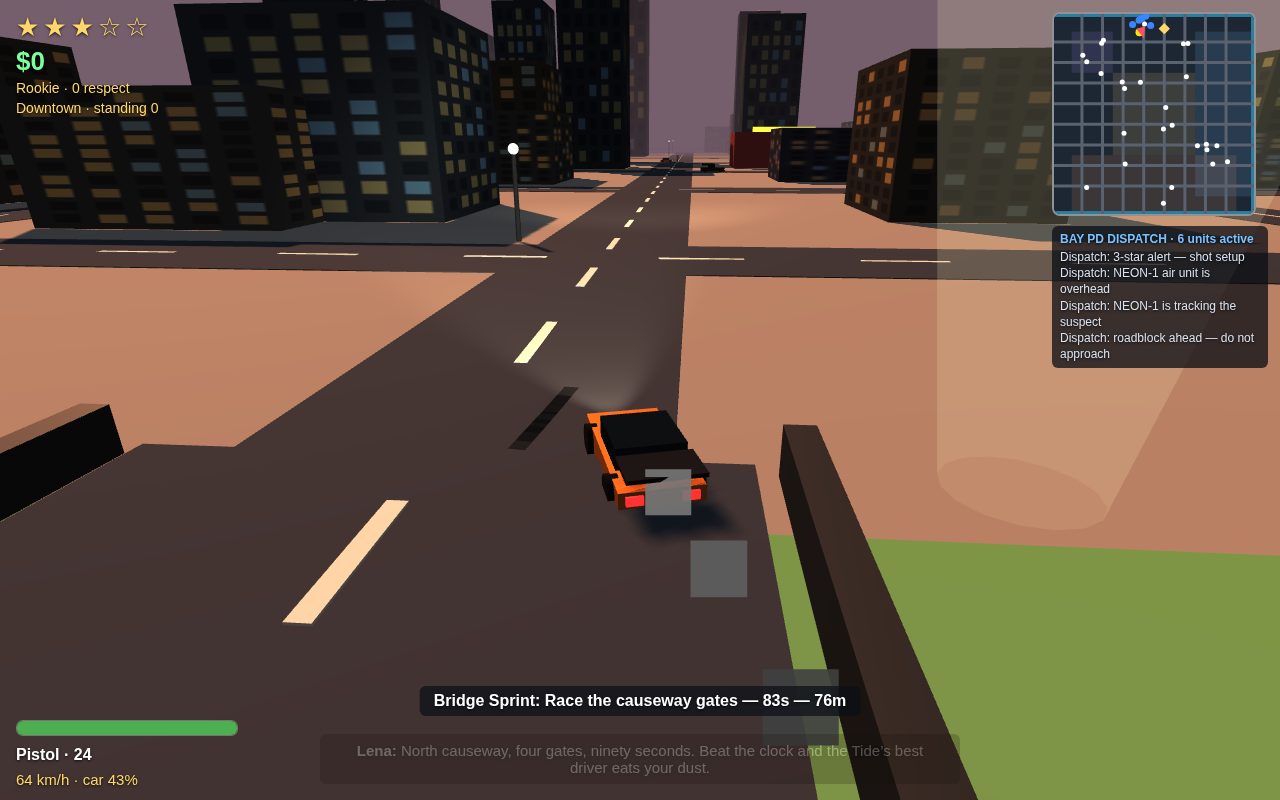 ★★★☆☆
$0
Rookie · 0 respect
Downtown · standing 0
BAY PD DISPATCH · 6 units active
Dispatch: 3-star alert — shot setup
Dispatch: NEON-1 air unit is
overhead
Dispatch: NEON-1 is tracking the
suspect
Dispatch: roadblock ahead — do not
approach
Bridge Sprint: Race the causeway gates — 83s — 76m
Lena: North causeway, four gates, ninety seconds. Beat the clock and the Tide's best
driver eats your dust.
Pistol · 24
64 km/h · car 43%